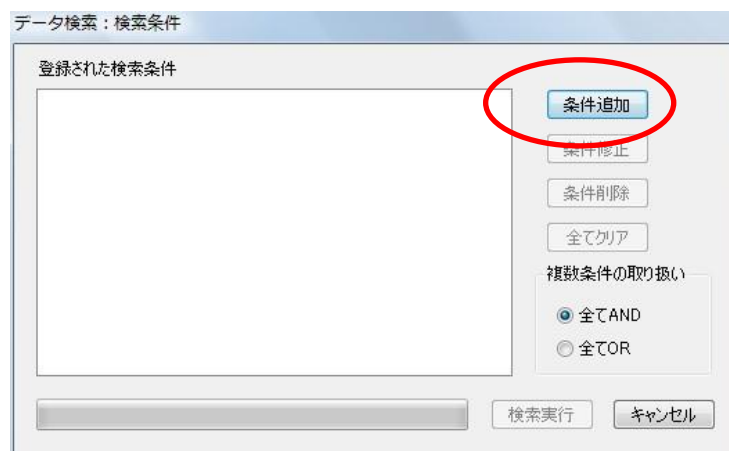 データ検索：検索条件
登録された検索条件
条件追加
条件修正
条件削除
全てクリア
複数条件の取り扱い
全てAND
全てOR
検索実行
キャンセル